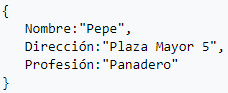 {
Nombre:"Pepe",
Dirección:"Plaza Mayor 5",
Profesión:"Panadero"
}